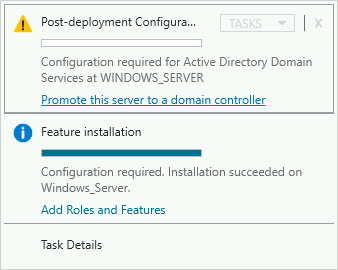 Post-deployment Configura...
TASKS
X
Configuration required for Active Directory Domain
Services at WINDOWS_SERVER
Promote this server to a domain controller
Feature installation
Configuration required. Installation succeeded on
Windows_Server.
Add Roles and Features
Task Details